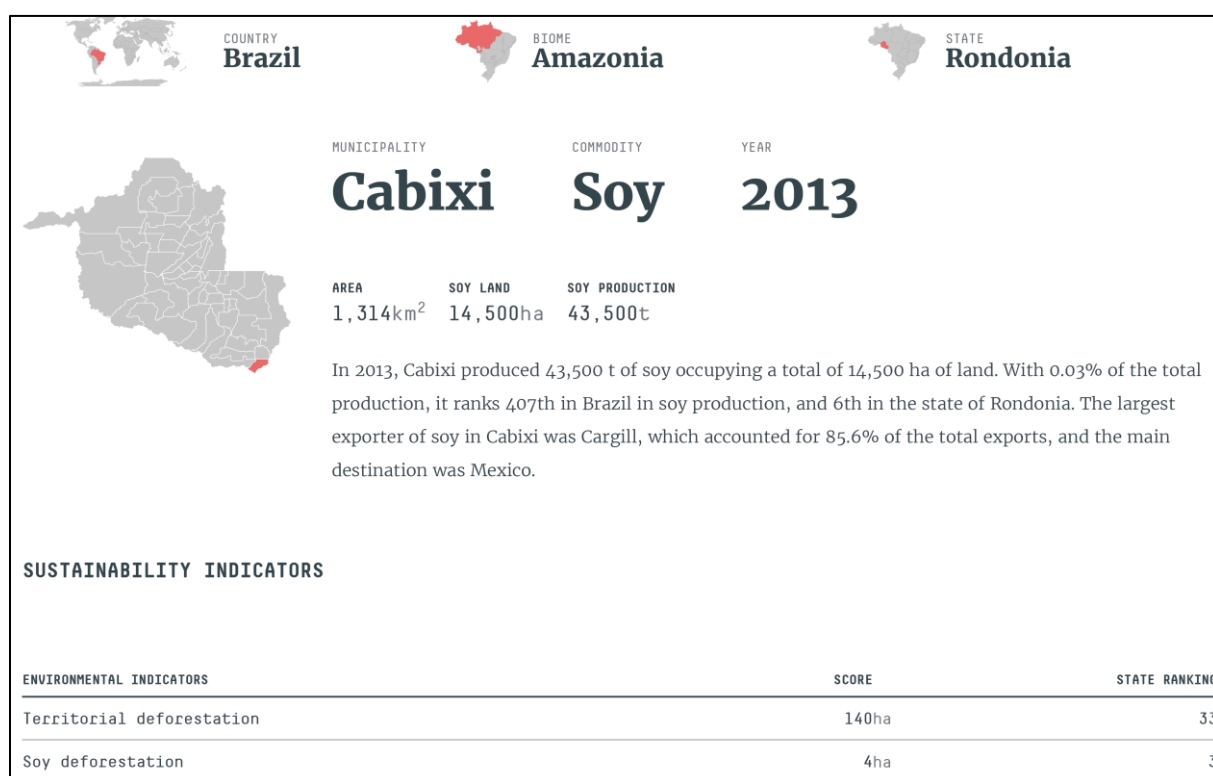 COUNTRY
Brazil
BIOME
Amazonia
STATE
Rondonia
MUNICIPALITY COMMODITY YEAR
Cabixi Soy 2013
AREA SOY LAND SOY PRODUCTION
1,314km² 14,500ha 43,500t
In 2013, Cabixi produced 43,500 t of soy occupying a total of 14,500 ha of land. With 0.03% of the total
production, it ranks 407th in Brazil in soy production, and 6th in the state of Rondonia. The largest
exporter of soy in Cabixi was Cargill, which accounted for 85.6% of the total exports, and the main
destination was Mexico.
SUSTAINABILITY INDICATORS
ENVIRONMENTAL INDICATORS SCORE STATE RANKING
Territorial deforestation 140ha 33
Soy deforestation 4ha 3